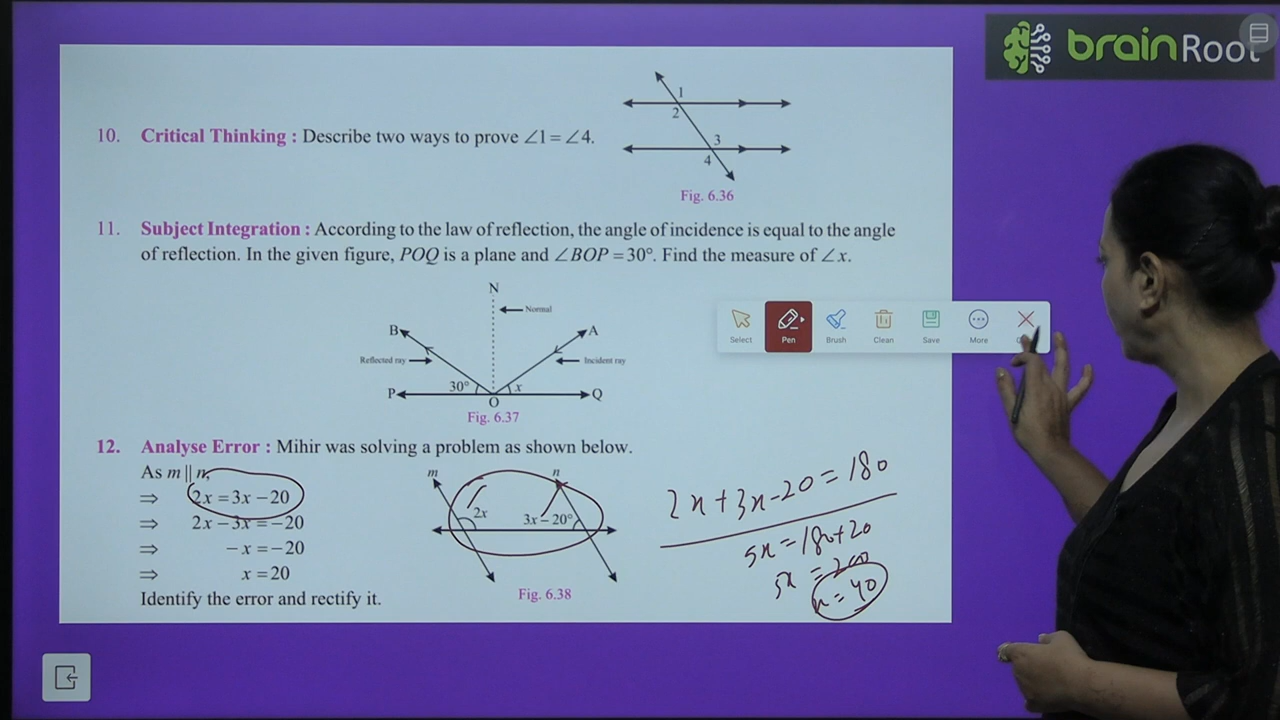 brainRoot
10. Critical Thinking : Describe two ways to prove ∠1 = ∠4.
1
2
3
4
Fig. 6.36
11. Subject Integration : According to the law of reflection, the angle of incidence is equal to the angle
of reflection. In the given figure, POQ is a plane and ∠BOP = 30°. Find the measure of ∠x.
N
Normal
B
A
Reflected ray
Incident ray
30°
x
P
O
Q
Fig. 6.37
Select
Pen
Brush
Clean
Save
More
12. Analyse Error : Mihir was solving a problem as shown below.
As m || n,
⇒ 2x = 3x – 20
⇒ 2x – 3x = –20
⇒ –x = –20
⇒ x = 20
Identify the error and rectify it.
m
n
2x
3x – 20°
Fig. 6.38
2x+3x-20=180
5x=180+20
5x=200
x=40